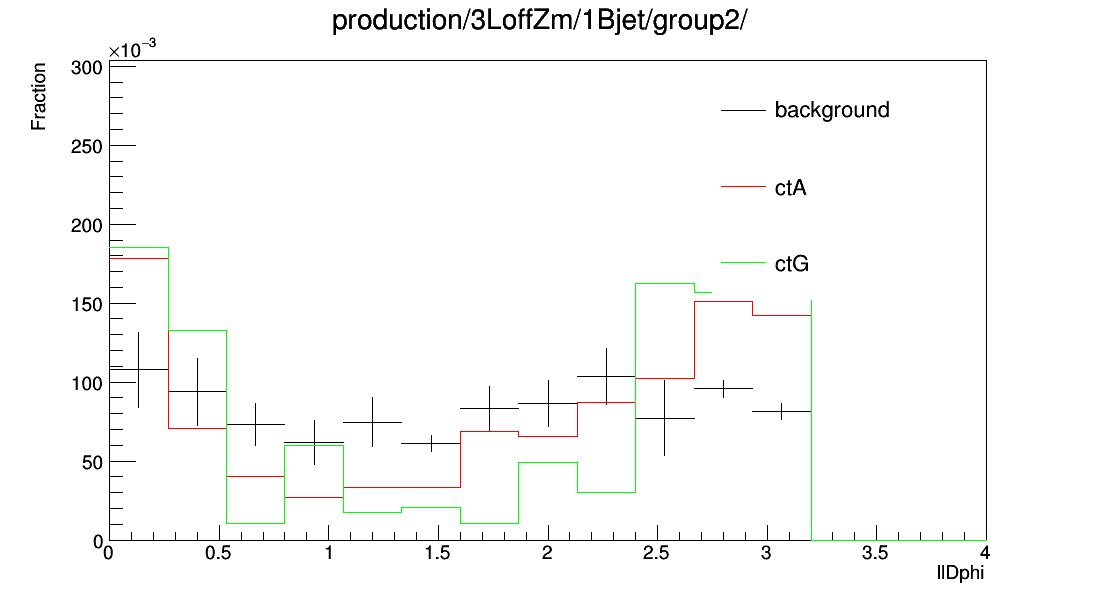 production/3LoffZm/1Bjet/group2/
×10⁻³
Fraction
300
250
200
150
100
50
0
background
ctA
ctG
0 0.5 1 1.5 2 2.5 3 3.5 4
llDphi